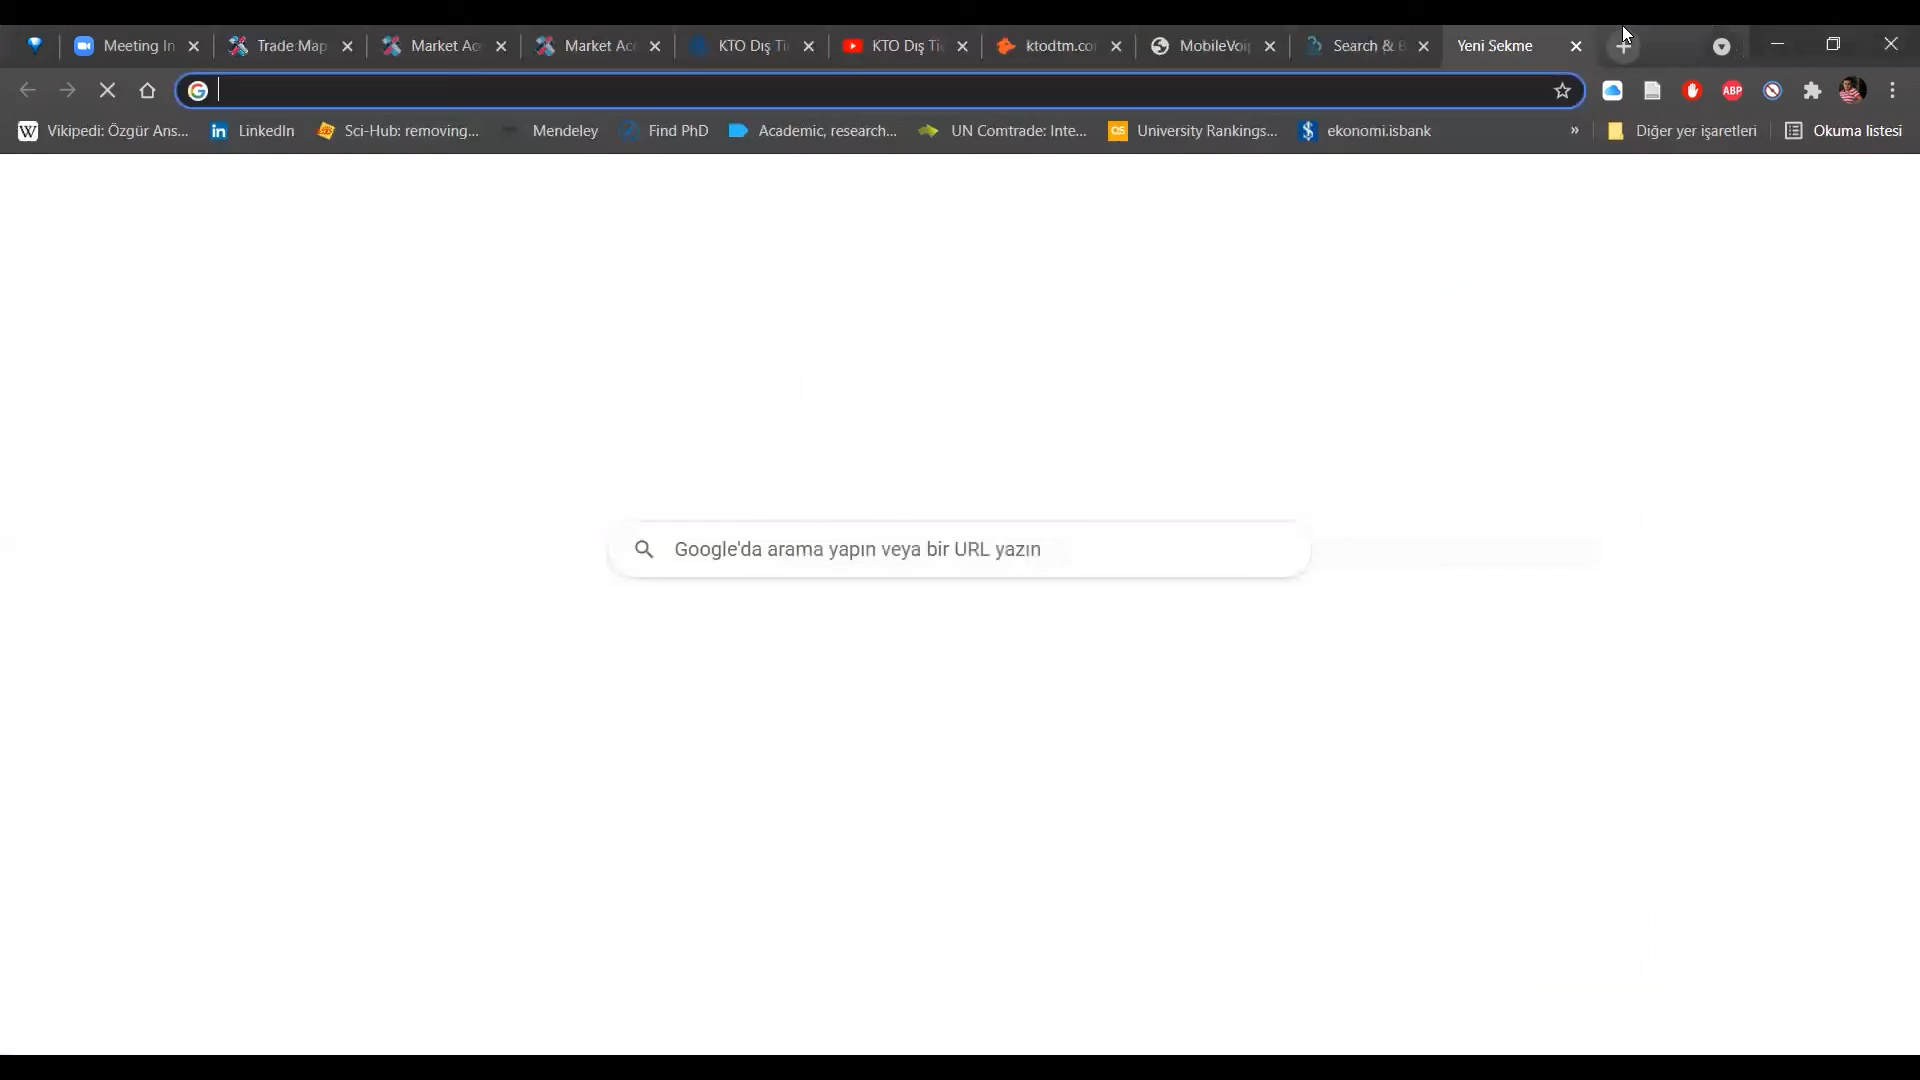 Meeting In
Trade Map
Market Ac
Market Acc
KTO Dış Ti
KTO Dış Ti
ktodtm.co
MobileVoi
Search & B
Yeni Sekme
Vikipedi: Özgür Ans...
LinkedIn
Sci-Hub: removing...
Mendeley
Find PhD
Academic, research...
UN Comtrade: Inte...
University Rankings...
ekonomi.isbank
»
Diğer yer işaretleri
Okuma listesi
Google'da arama yapın veya bir URL yazın